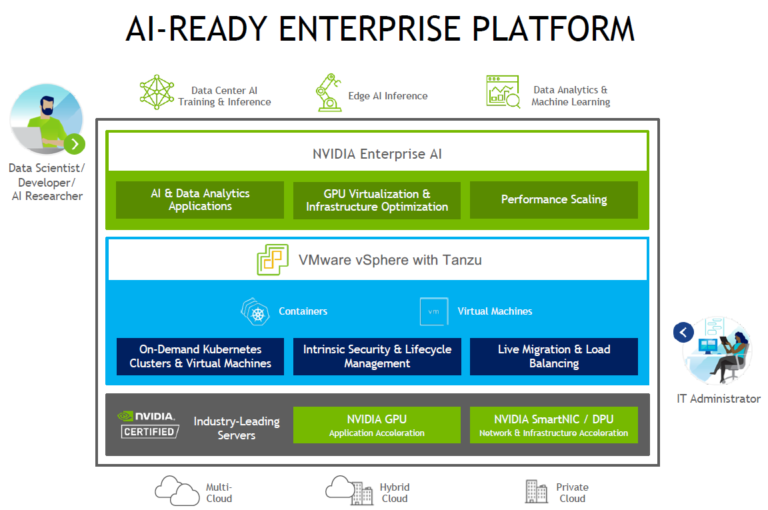 AI-READY ENTERPRISE PLATFORM
Data Center AI
Training & Inference
Edge AI Inference
Data Analytics &
Machine Learning
Data Scientist/
Developer/
AI Researcher
NVIDIA Enterprise AI
AI & Data Analytics
Applications
GPU Virtualization &
Infrastructure Optimization
Performance Scaling
VMware vSphere with Tanzu
Containers
vm
Virtual Machines
On-Demand Kubernetes
Clusters & Virtual Machines
Intrinsic Security & Lifecycle
Management
Live Migration & Load
Balancing
IT Administrator
NVIDIA.
CERTIFIED
Industry-Leading
Servers
NVIDIA GPU
Application Acceleration
NVIDIA SmartNIC / DPU
Network & Infrastructure Acceleration
Multi-
Cloud
Hybrid
Cloud
Private
Cloud